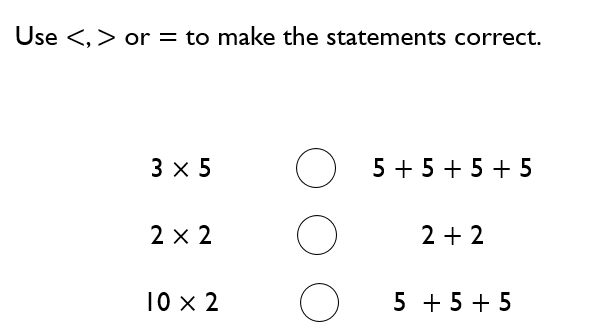 Use <, > or = to make the statements correct.
3 × 5 5 + 5 + 5 + 5
2 × 2 2 + 2
10 × 2 5 + 5 + 5